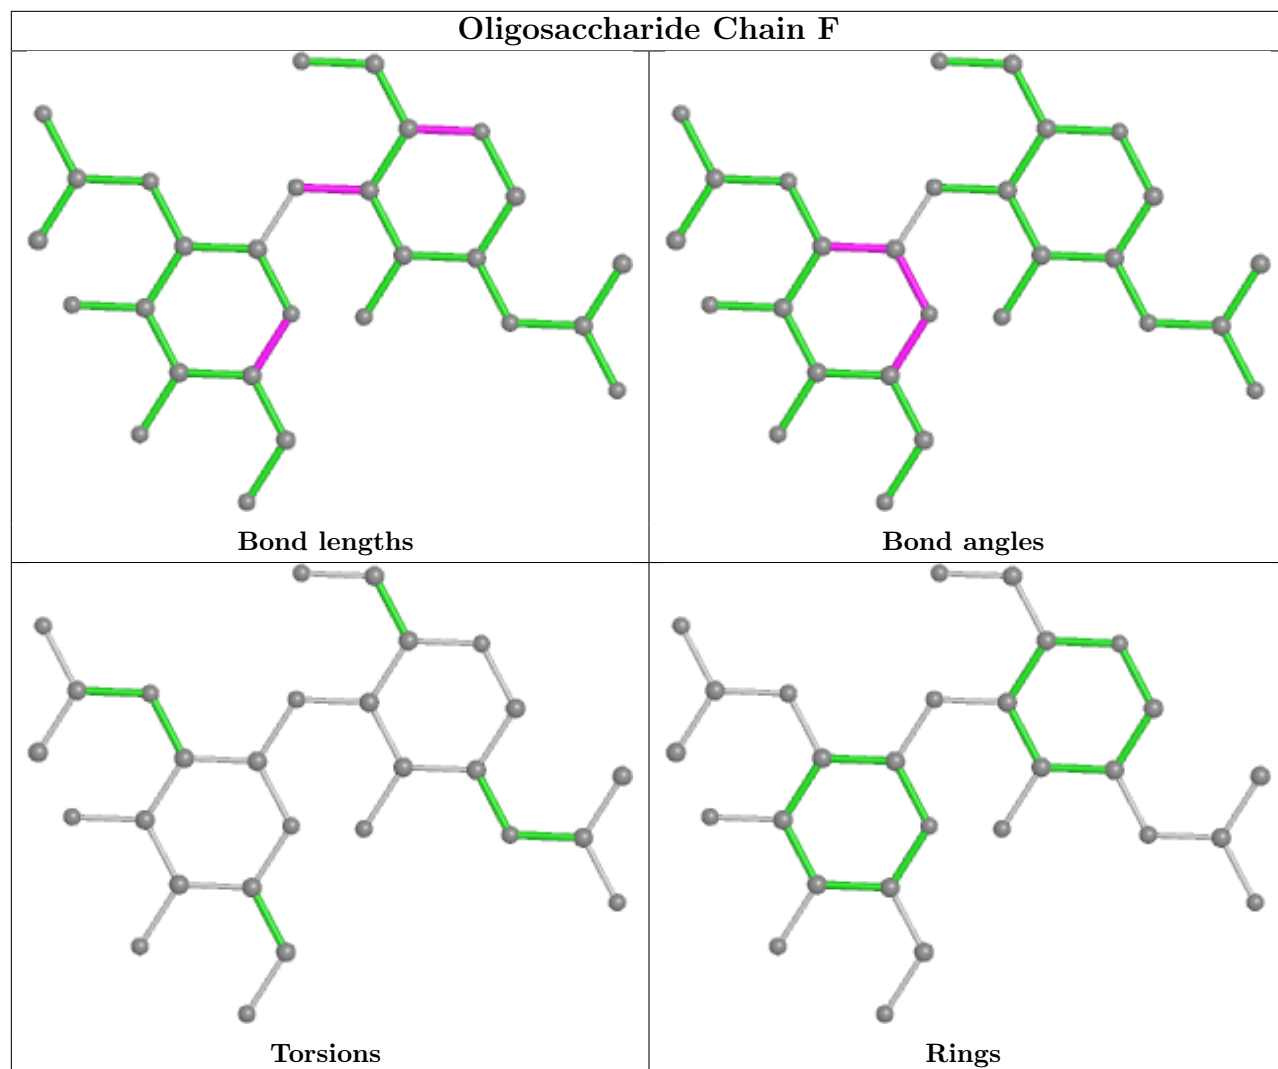 Oligosaccharide Chain F
Bond lengths
Bond angles
Torsions
Rings